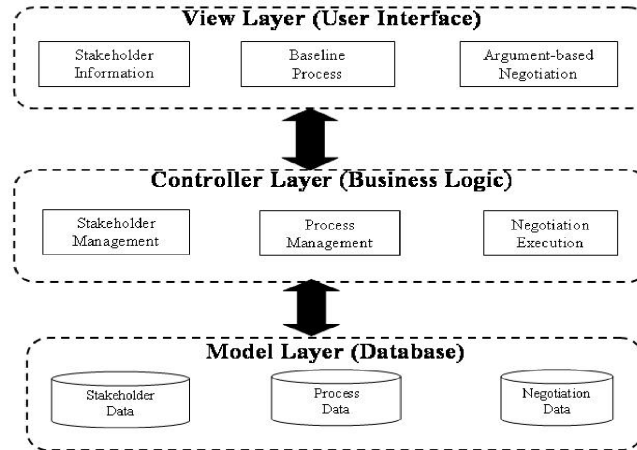 View Layer (User Interface)
Stakeholder
Information
Baseline
Process
Argument-based
Negotiation
Controller Layer (Business Logic)
Stakeholder
Management
Process
Management
Negotiation
Execution
Model Layer (Database)
Stakeholder
Data
Process
Data
Negotiation
Data